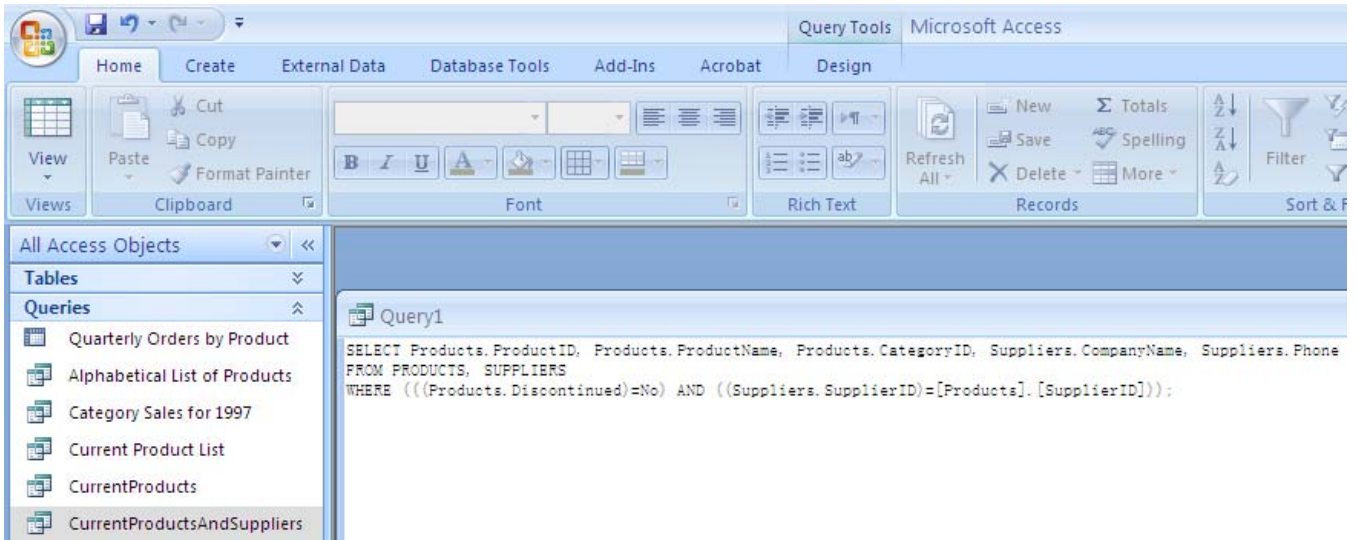 Query Tools Microsoft Access
Home Create External Data Database Tools Add-Ins Acrobat Design
View
Views
Paste
Cut
Copy
Format Painter
Clipboard
B I U A
Font
ab
Rich Text
Refresh
All
New
Save
Delete
Σ Totals
ABC Spelling
More
Records
A
Z
Z
A
A
Z
Filter
Sort & F
All Access Objects
Tables
Queries
Quarterly Orders by Product
Alphabetical List of Products
Category Sales for 1997
Current Product List
CurrentProducts
CurrentProductsAndSuppliers
Query1
SELECT Products.ProductID, Products.ProductName, Products.CategoryID, Suppliers.CompanyName, Suppliers.Phone
FROM PRODUCTS, SUPPLIERS
WHERE (((Products.Discontinued)=No) AND ((Suppliers.SupplierID)=[Products].[SupplierID]));